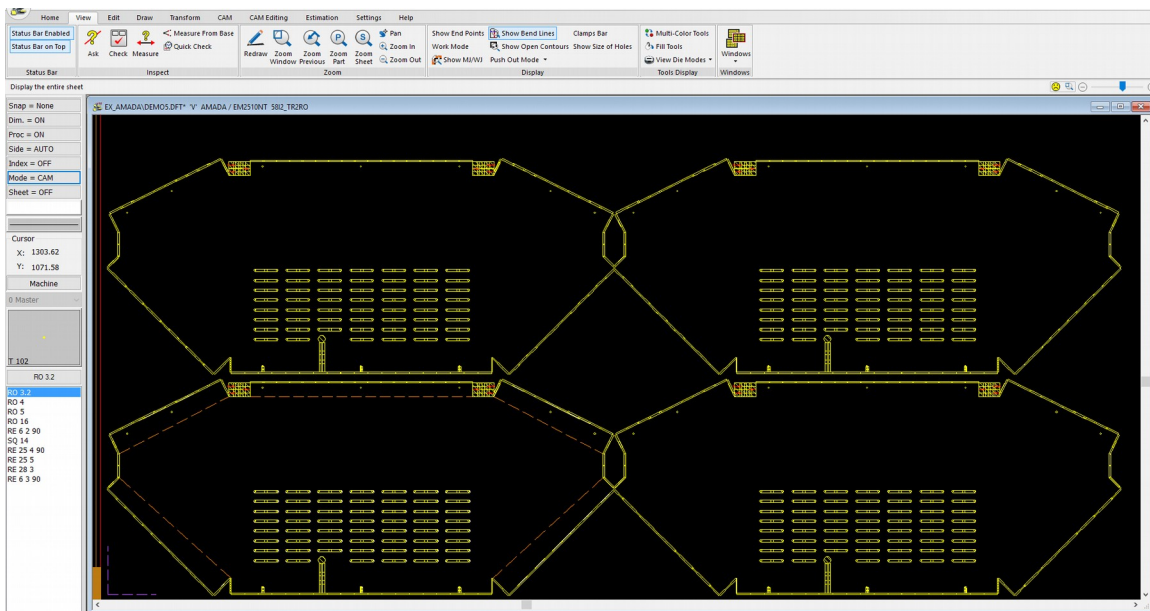 Home View Edit Draw Transform CAM CAM Editing Estimation Settings Help
Status Bar Enabled
Status Bar on Top
Status Bar
Ask Check Measure
Measure From Base
Quick Check
Inspect
Redraw Zoom Window Zoom Previous Zoom Part Zoom Sheet
Pan
Zoom In
Zoom Out
Zoom
Show End Points Show Bend Lines Clamps Bar
Work Mode Show Open Contours Show Size of Holes
Show MJ/WJ Push Out Mode
Display
Multi-Color Tools
Fill Tools
View Die Modes
Tools Display
Windows
Windows
Display the entire sheet
EX_AMADA\DEMO5.DFT* 'V' AMADA / EM2510NT 58I2_TR2RO
Snap = None
Dim. = ON
Proc = ON
Side = AUTO
Index = OFF
Mode = CAM
Sheet = OFF
Cursor
X: 1303.62
Y: 1071.58
Machine
0 Master
T 102
RO 3.2
RO 3.2
RO 4
RO 5
RO 16
RE 6 2 90
SQ 14
RE 25 4 90
RE 25 5
RE 28 3
RE 6 3 90